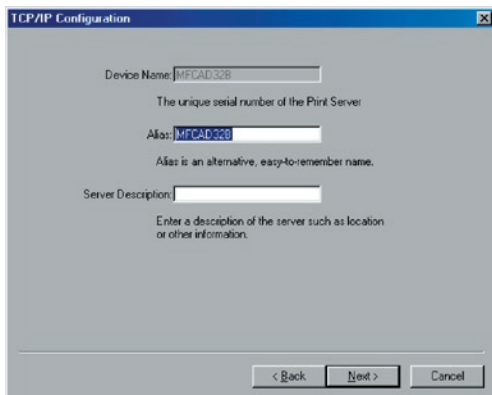 TCP/IP Configuration
Device Name: MFCAD32B
The unique serial number of the Print Server
Alias: MFCAD32B
Alias is an alternative, easy-to-remember name.
Server Description:
Enter a description of the server such as location
or other information.
< Back Next > Cancel